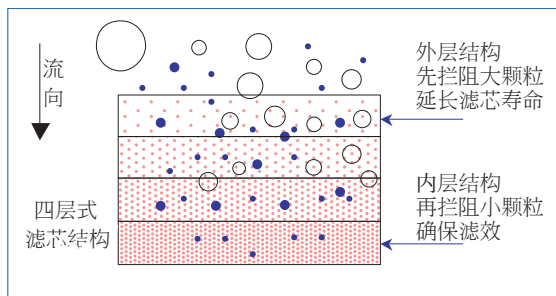 流
向
外层结构
先拦阻大颗粒
延长滤芯寿命
四层式
滤芯结构
内层结构
再拦阻小颗粒
确保滤效